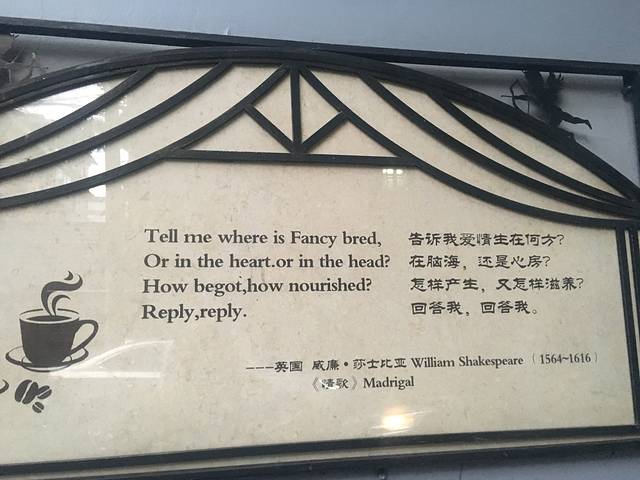 Tell me where is Fancy bred,
Or in the heart.or in the head?
How begot,how nourished?
Reply,reply.
告诉我爱情生在何方?
在脑海，还是心房?
怎样产生，又怎样滋养?
回答我，回答我。
---英国 威廉·莎士比亚 William Shakespeare（1564~1616）
《情歌》Madrigal